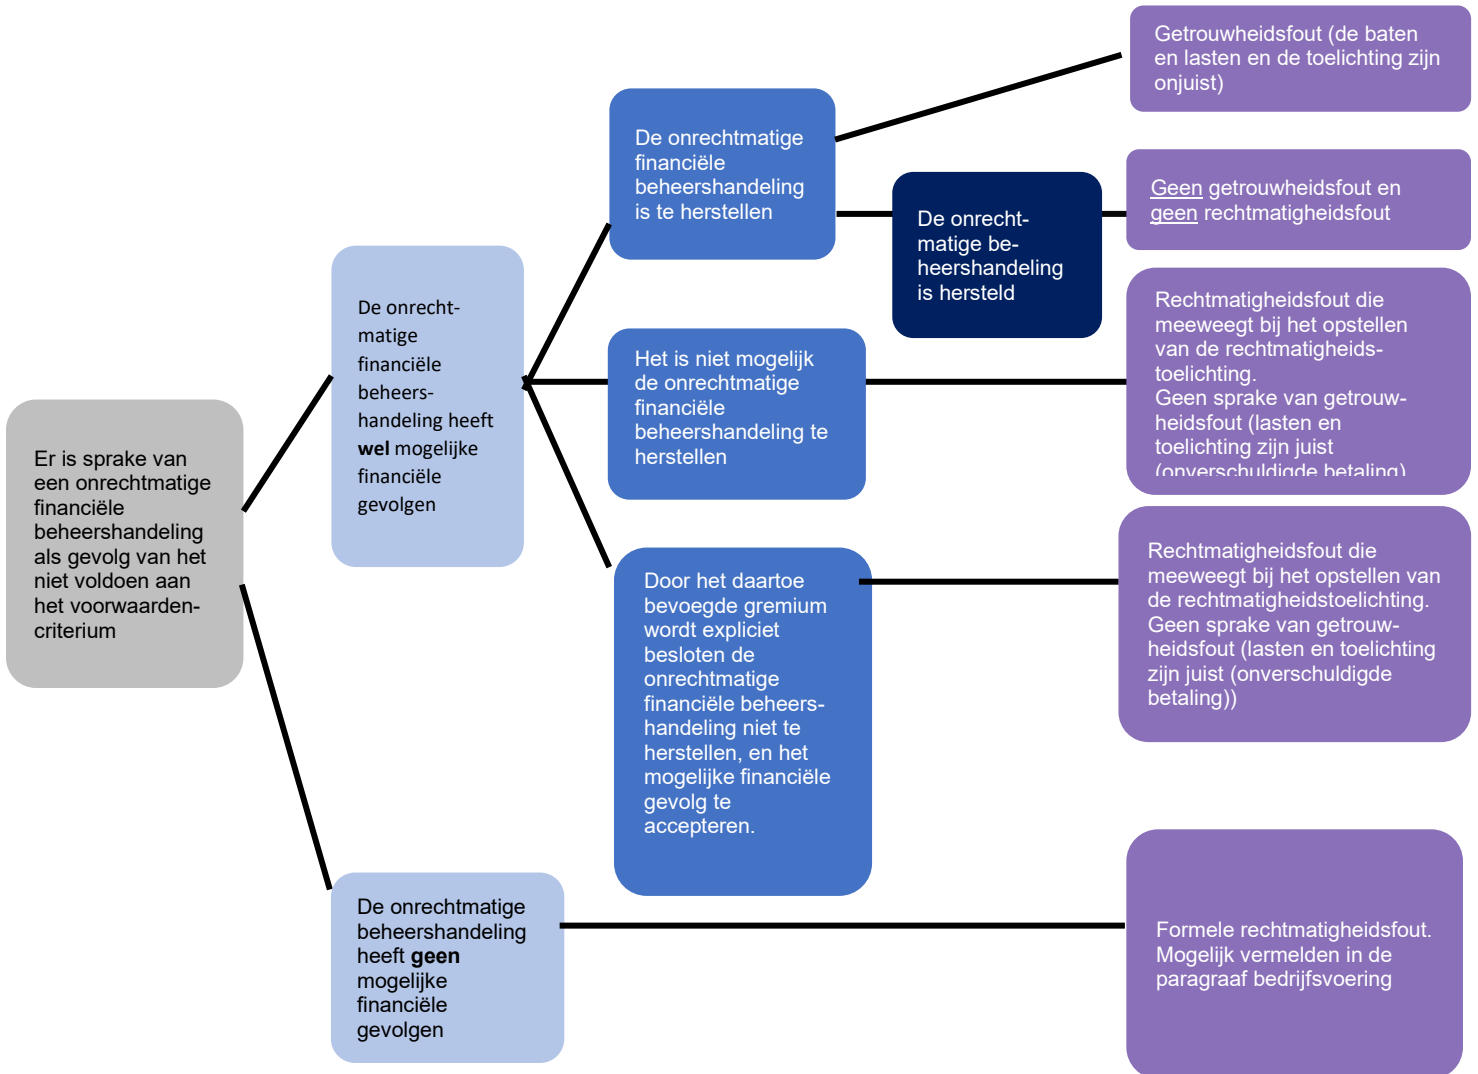 Er is sprake van
een onrechtmatige
financiële
beheershandeling
als gevolg van het
niet voldoen aan
het voorwaarden-
criterium
De onrecht-
matige
financiële
beheers-
handeling heeft
wel mogelijke
financiële
gevolgen
De onrechtmatige
beheershandeling
heeft geen
mogelijke
financiële
gevolgen
De onrechtmatige
financiële
beheershandeling
is te herstellen
Het is niet mogelijk
de onrechtmatige
financiële
beheershandeling te
herstellen
Door het daartoe
bevoegde gremium
wordt expliciet
besloten de
onrechtmatige
financiële beheers-
handeling niet te
herstellen, en het
mogelijke financiële
gevolg te
accepteren.
De onrecht-
matige be-
heershandeling
is hersteld
Getrouwheidsfout (de baten
en lasten en de toelichting zijn
onjuist)
Geen getrouwheidsfout en
geen rechtmatigheidsfout
Rechtmatigheidsfout die
meeweegt bij het opstellen
van de rechtmatigheids-
toelichting.
Geen sprake van getrouw-
heidsfout (lasten en
toelichting zijn juist
(onverschuldigde betaling)
Rechtmatigheidsfout die
meeweegt bij het opstellen van
de rechtmatigheidstoelichting.
Geen sprake van getrouw-
heidsfout (lasten en toelichting
zijn juist (onverschuldigde
betaling))
Formele rechtmatigheidsfout.
Mogelijk vermelden in de
paragraaf bedrijfsvoering